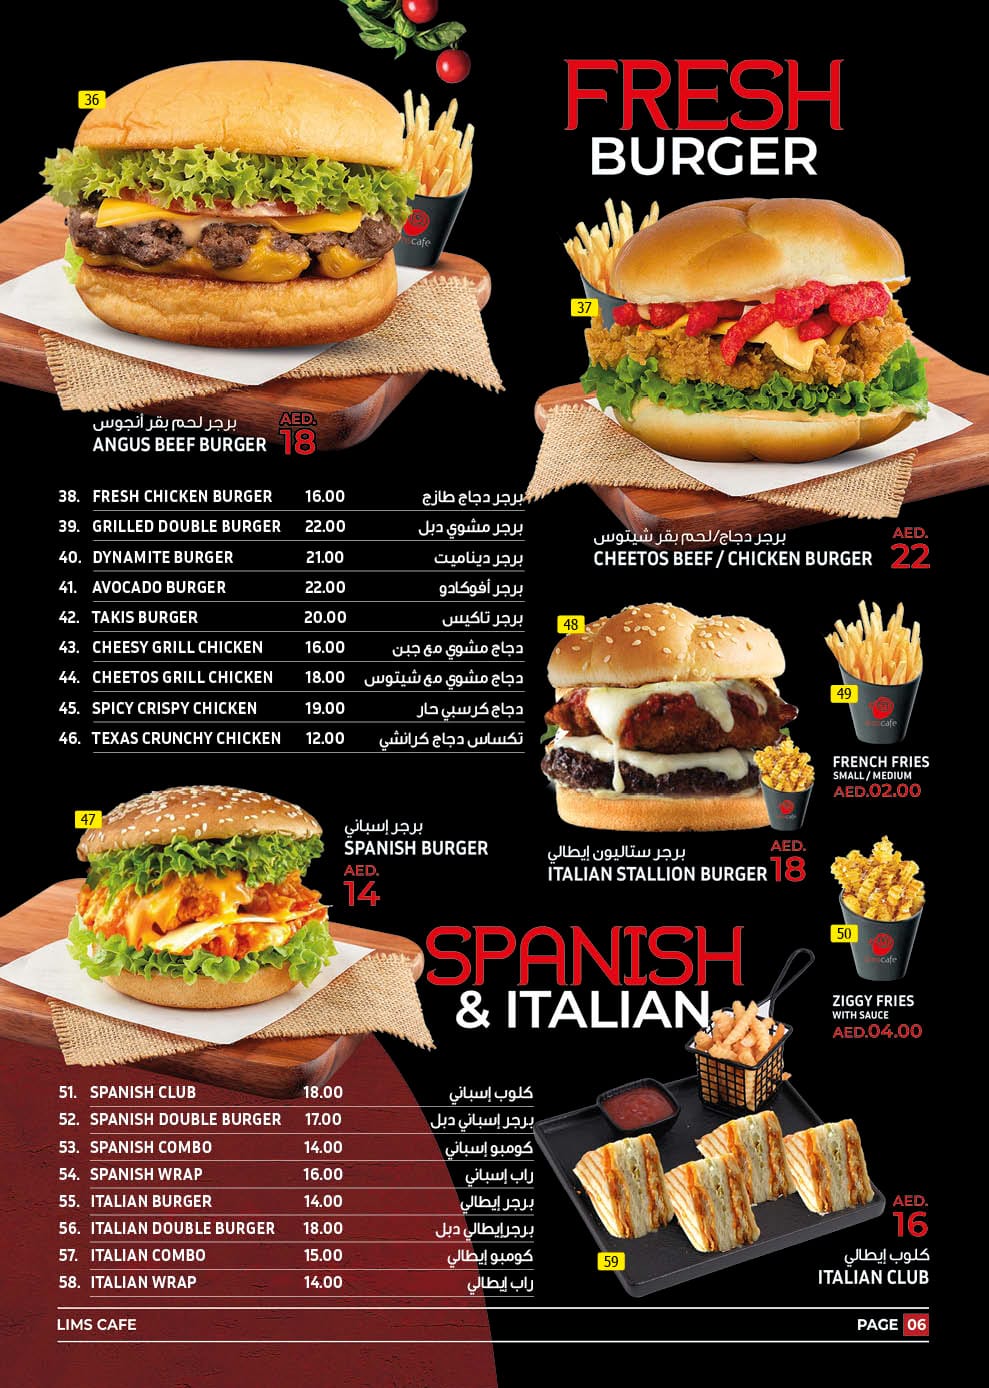 FRESH
BURGER
36
cafe
37
برجر لحم بقر أنجوس
ANGUS BEEF BURGER
AED.
18
برجر دجاج/لحم بقر شيتوس
CHEETOS BEEF / CHICKEN BURGER
AED.
22
38. FRESH CHICKEN BURGER 16.00 برجر دجاج طازج
39. GRILLED DOUBLE BURGER 22.00 برجر مشوي دبل
40. DYNAMITE BURGER 21.00 برجر ديناميت
41. AVOCADO BURGER 22.00 برجر أفوكادو
42. TAKIS BURGER 20.00 برجر تاكيس
43. CHEESY GRILL CHICKEN 16.00 دجاج مشوي مع جبن
44. CHEETOS GRILL CHICKEN 18.00 دجاج مشوي مع شيتوس
45. SPICY CRISPY CHICKEN 19.00 دجاج كرسبي حار
46. TEXAS CRUNCHY CHICKEN 12.00 تكساس دجاج كرانشي
48
برجر ستاليون إيطالي
ITALIAN STALLION BURGER
AED.
18
49
cafe
FRENCH FRIES
SMALL / MEDIUM
AED.02.00
47
برجر إسباني
SPANISH BURGER
AED.
14
50
cafe
ZIGGY FRIES
WITH SAUCE
AED.04.00
SPANISH
& ITALIAN
51. SPANISH CLUB 18.00 كلوب إسباني
52. SPANISH DOUBLE BURGER 17.00 برجر إسباني دبل
53. SPANISH COMBO 14.00 كومبو إسباني
54. SPANISH WRAP 16.00 راب إسباني
55. ITALIAN BURGER 14.00 برجر إيطالي
56. ITALIAN DOUBLE BURGER 18.00 برجرإيطالي دبل
57. ITALIAN COMBO 15.00 كومبو إيطالي
58. ITALIAN WRAP 14.00 راب إيطالي
59
AED.
16
كلوب إيطالي
ITALIAN CLUB
LIMS CAFE
PAGE 06